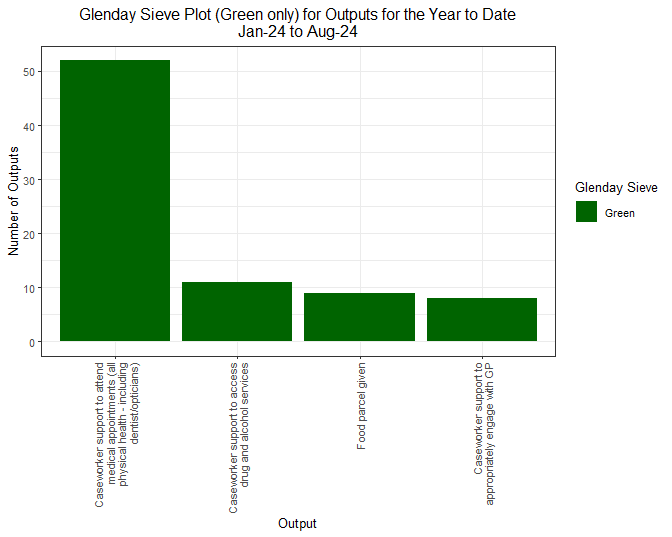 Glenday Sieve Plot (Green only) for Outputs for the Year to Date
Jan-24 to Aug-24
Number of Outputs
50
40
30
20
10
0
Caseworker support to attend
medical appointments (all
physical health - including
dentist/opticians)
Caseworker support to access
drug and alcohol services
Food parcel given
Caseworker support to
appropriately engage with GP
Output
Glenday Sieve
Green